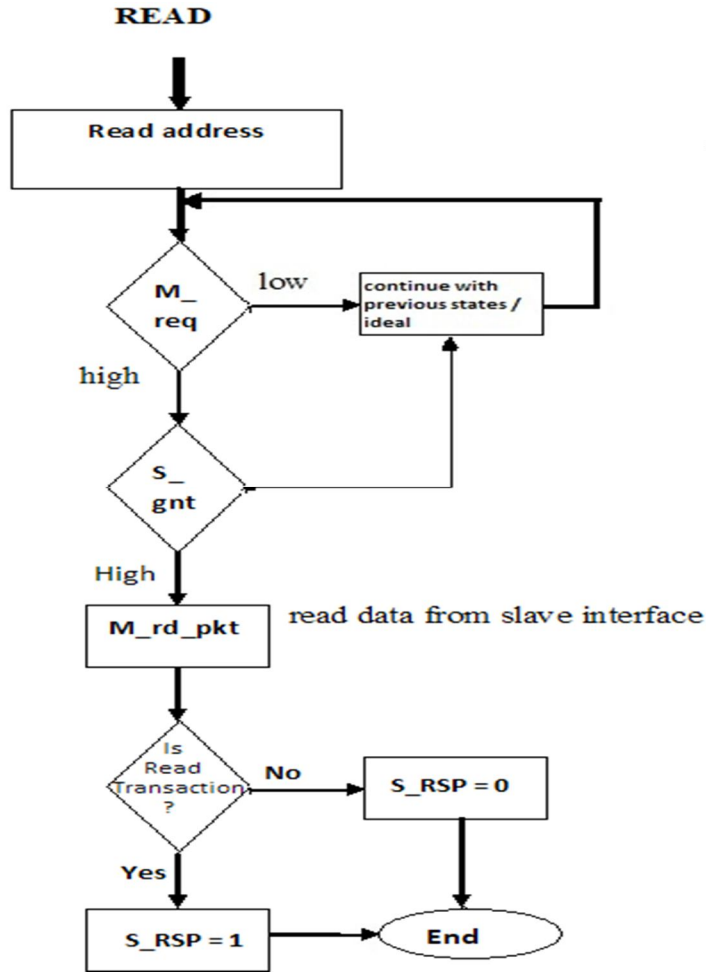 READ
Read address
M_
req
low
continue with
previous states /
ideal
high
S_
gnt
High
M_rd_pkt
read data from slave interface
Is
Read
Transaction
?
No
S_RSP = 0
Yes
S_RSP = 1
End